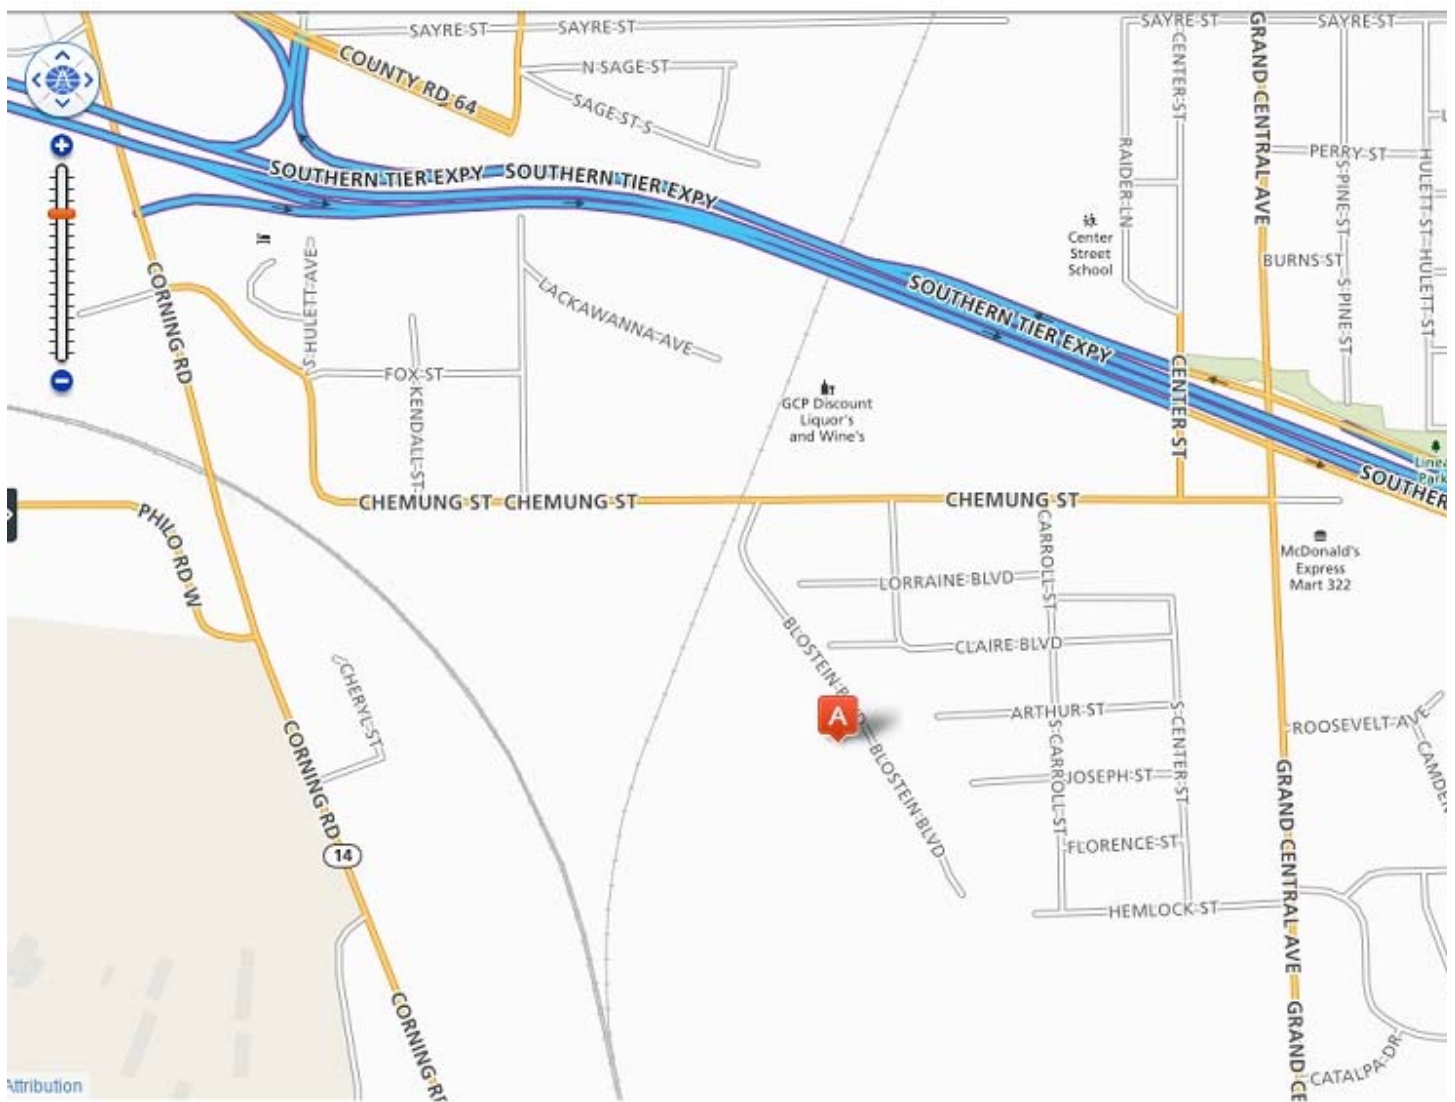 SAYRE ST
SAYRE ST
SAYRE ST
SAYRE ST
COUNTY RD 64
N SAGE ST
SAGE ST S
CENTER ST
GRAND CENTRAL AVE
RAIDER LN
PERRY ST
S PINE ST
S PINE ST
HULETT ST
HULETT ST
SOUTHERN TIER EXPY
SOUTHERN TIER EXPY
Center
Street
School
BURNS ST
S HULETT AVE
CORNING RD
LACKAWANNA AVE
SOUTHERN TIER EXPY
FOX ST
KENDALL ST
GCP Discount
Liquor's
and Wine's
CENTER ST
Linea
Park
SOUTHER
CHEMUNG ST
CHEMUNG ST
CHEMUNG ST
PHILO RD W
CARROLL ST
McDonald's
Express
Mart 322
LORRAINE BLVD
BLOSTEIN BLVD
CLAIRE BLVD
CHERYL ST
A
ARTHUR ST
S CARROLL ST
S CENTER ST
ROOSEVELT AVE
CAMDEN
BLOSTEIN BLVD
JOSEPH ST
CORNING RD
14
FLORENCE ST
GRAND CENTRAL AVE
HEMLOCK ST
CORNING RD
GRAND CE
CATALPA DR
Attribution